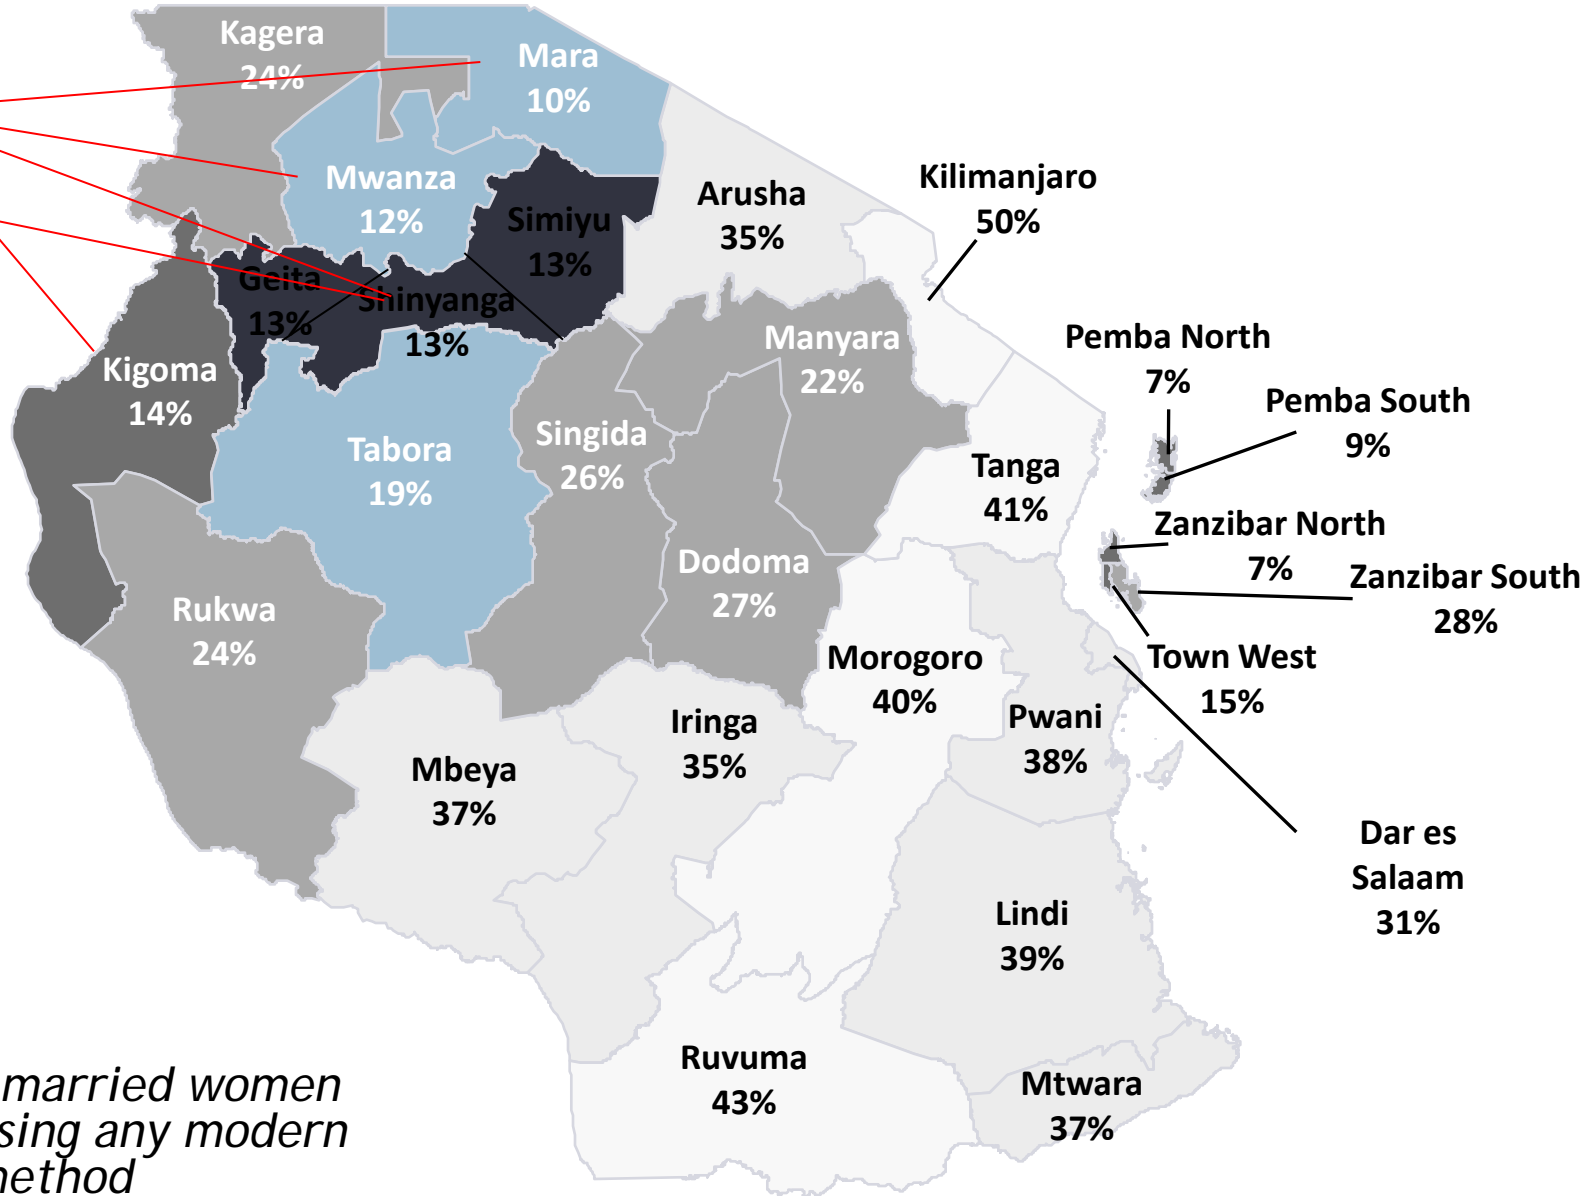 Kagera
24%
Mara
10%
Mwanza
12%
Simiyu
13%
Arusha
35%
Kilimanjaro
50%
Geita
13%
Shinyanga
13%
Kigoma
14%
Manyara
22%
Pemba North
7%
Pemba South
9%
Tabora
19%
Singida
26%
Tanga
41%
Zanzibar North
7%
Zanzibar South
28%
Dodoma
27%
Rukwa
24%
Morogoro
40%
Town West
15%
Pwani
38%
Iringa
35%
Mbeya
37%
Dar es
Salaam
31%
Lindi
39%
Ruvuma
43%
Mtwara
37%
married women
sing any modern
ethod